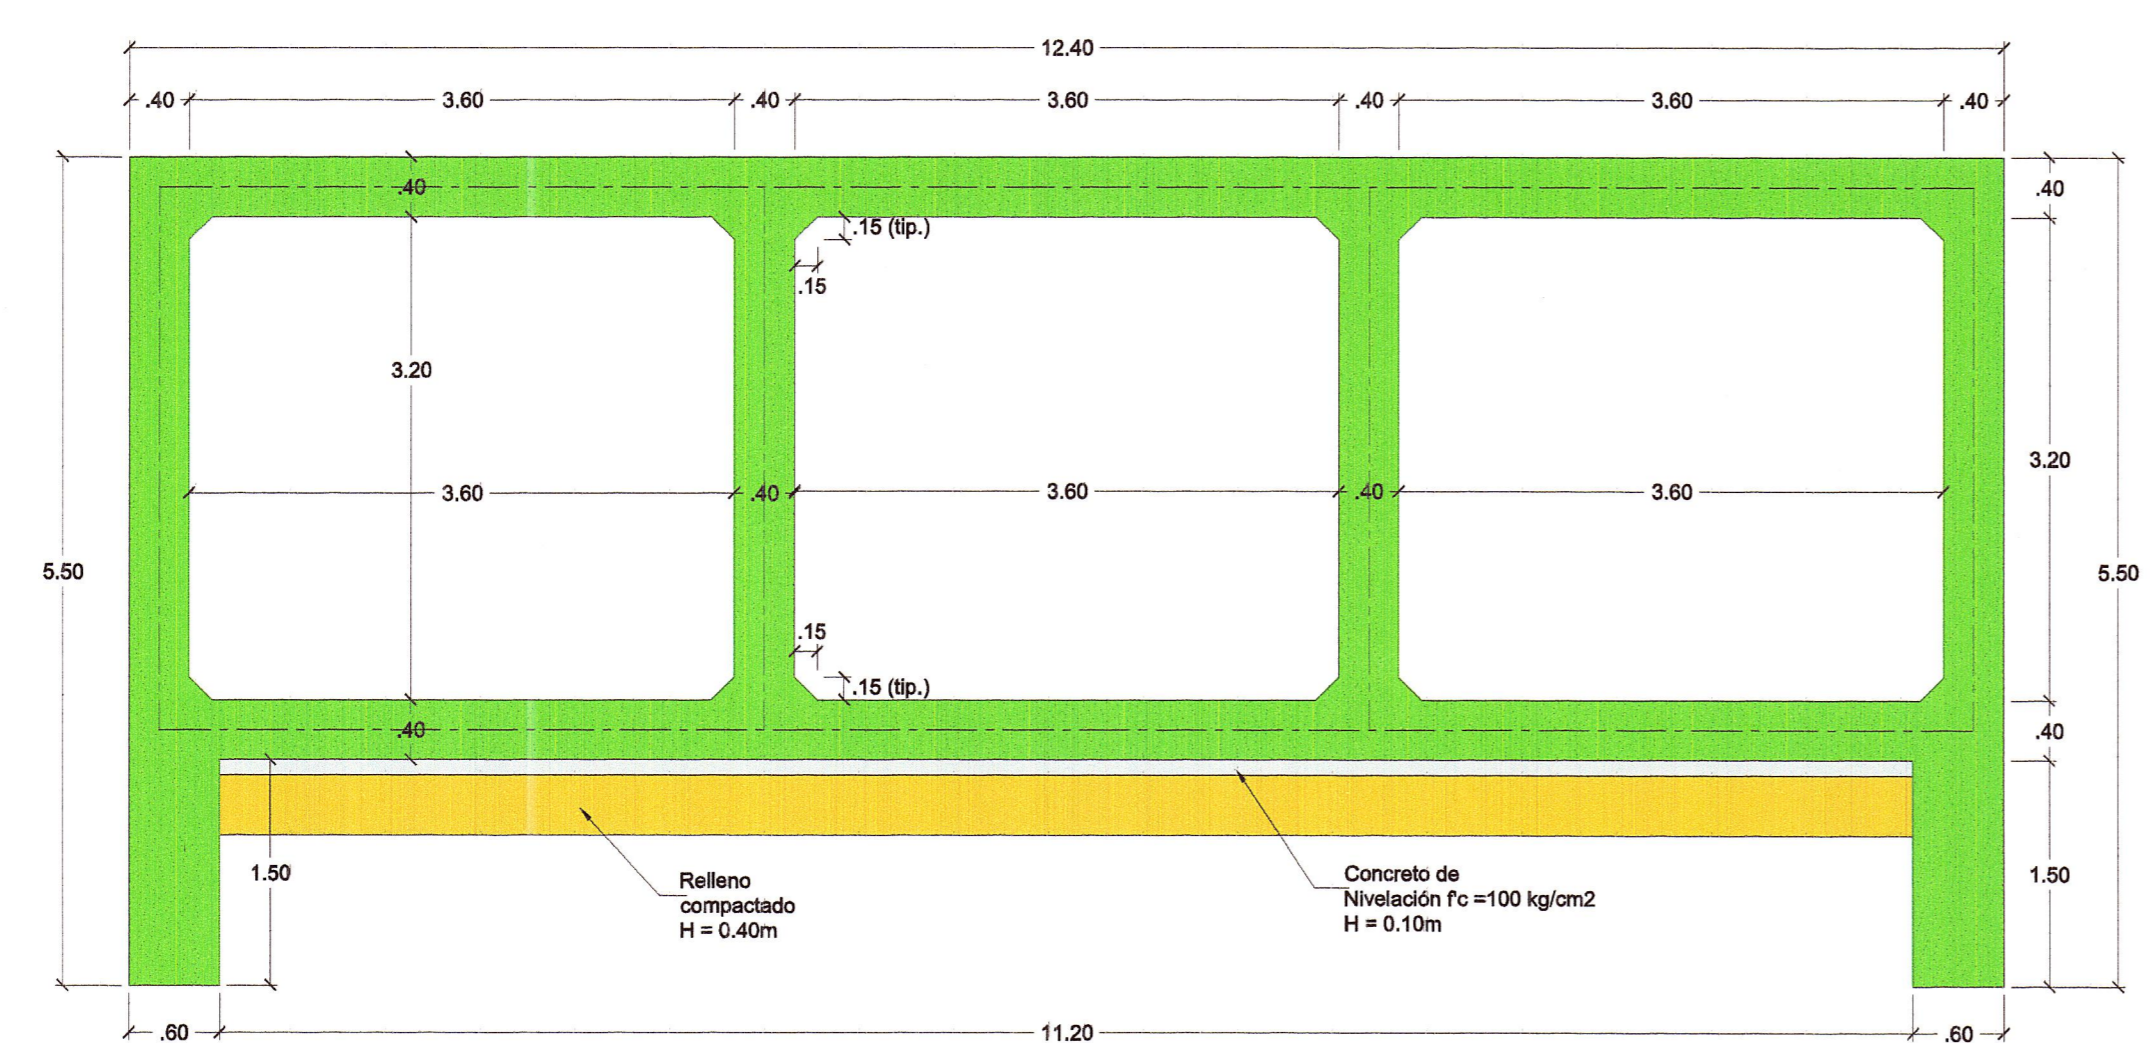 12.40
.40 3.60 .40 3.60 .40 3.60 .40
.40 .40
.15 (tip.)
.15
3.20
3.20
3.60 .40 3.60 .40 3.60
5.50 5.50
.15
.15 (tip.)
.40 .40
1.50 1.50
Relleno
compactado
H = 0.40m
Concreto de
Nivelación f'c =100 kg/cm2
H = 0.10m
.60 11.20 .60